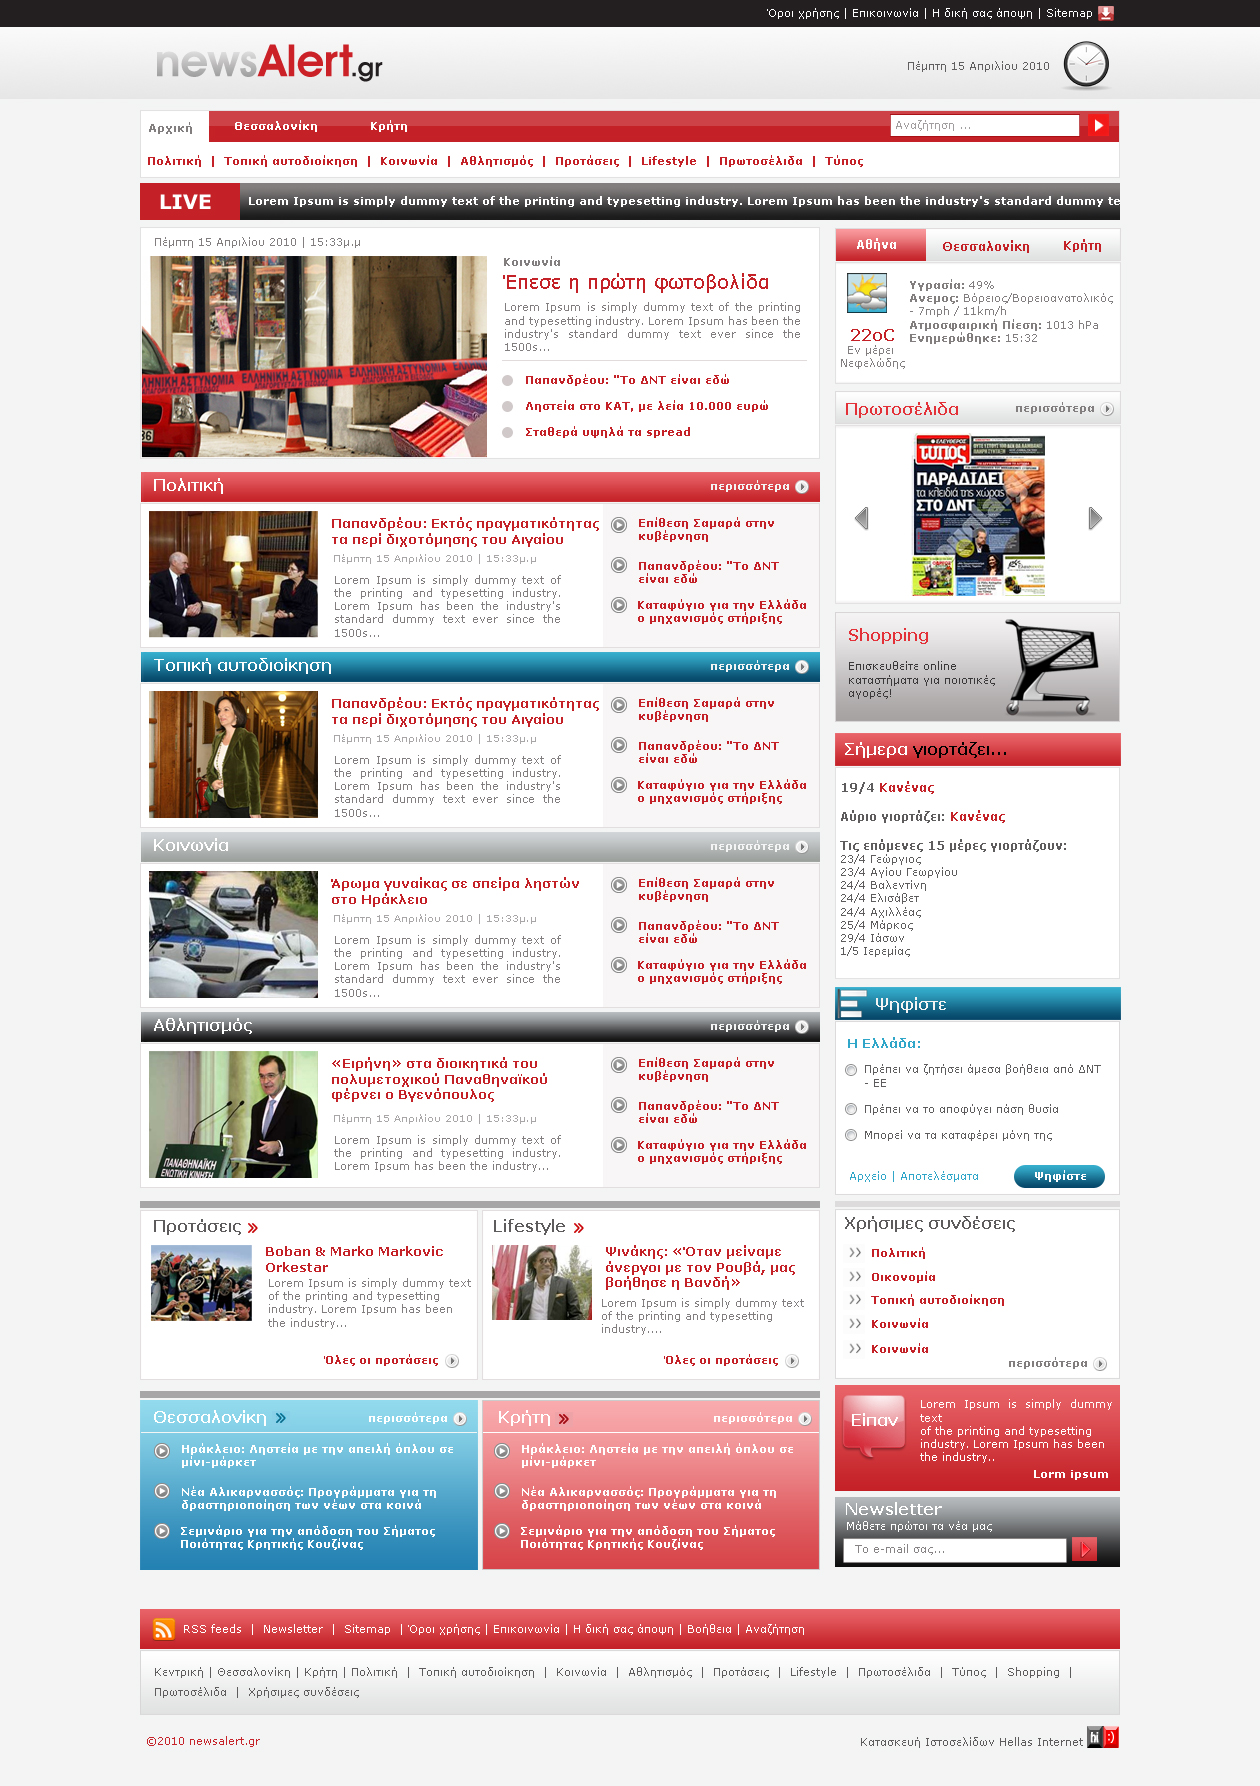 Όροι χρήσης | Επικοινωνία | Η δική σας άποψη | Sitemap
newsAlert.gr
Πέμπτη 15 Απριλίου 2010
Αρχική Θεσσαλονίκη Κρήτη Αναζήτηση ...
Πολιτική | Τοπική αυτοδιοίκηση | Κοινωνία | Αθλητισμός | Προτάσεις | Lifestyle | Πρωτοσέλιδα | Τύπος
LIVE Lorem Ipsum is simply dummy text of the printing and typesetting industry. Lorem Ipsum has been the industry's standard dummy te
Πέμπτη 15 Απριλίου 2010 | 15:33μ.μ
ΕΛΛΗΝΙΚΗ ΑΣΤΥΝΟΜΙΑ
Κοινωνία
Έπεσε η πρώτη φωτοβολίδα
Lorem Ipsum is simply dummy text of the printing
and typesetting industry. Lorem Ipsum has been the
industry's standard dummy text ever since the
1500s...
Παπανδρέου: "Το ΔΝΤ είναι εδώ
Ληστεία στο ΚΑΤ, με λεία 10.000 ευρώ
Σταθερά υψηλά τα spread
Πολιτική περισσότερα
Παπανδρέου: Εκτός πραγματικότητας
τα περί διχοτόμησης του Αιγαίου
Πέμπτη 15 Απριλίου 2010 | 15:33μ.μ
Lorem Ipsum is simply dummy text of
the printing and typesetting industry.
Lorem Ipsum has been the industry's
standard dummy text ever since the
1500s...
Επίθεση Σαμαρά στην
κυβέρνηση
Παπανδρέου: "Το ΔΝΤ
είναι εδώ
Καταφύγιο για την Ελλάδα
ο μηχανισμός στήριξης
Τοπική αυτοδιοίκηση περισσότερα
Παπανδρέου: Εκτός πραγματικότητας
τα περί διχοτόμησης του Αιγαίου
Πέμπτη 15 Απριλίου 2010 | 15:33μ.μ
Lorem Ipsum is simply dummy text of
the printing and typesetting industry.
Lorem Ipsum has been the industry's
standard dummy text ever since the
1500s...
Επίθεση Σαμαρά στην
κυβέρνηση
Παπανδρέου: "Το ΔΝΤ
είναι εδώ
Καταφύγιο για την Ελλάδα
ο μηχανισμός στήριξης
Κοινωνία περισσότερα
Άρωμα γυναίκας σε σπείρα ληστών
στο Ηράκλειο
Πέμπτη 15 Απριλίου 2010 | 15:33μ.μ
Lorem Ipsum is simply dummy text of
the printing and typesetting industry.
Lorem Ipsum has been the industry's
standard dummy text ever since the
1500s...
Επίθεση Σαμαρά στην
κυβέρνηση
Παπανδρέου: "Το ΔΝΤ
είναι εδώ
Καταφύγιο για την Ελλάδα
ο μηχανισμός στήριξης
Αθλητισμός περισσότερα
ΠΑΝΑΘΗΝΑΪΚΗ
ΕΝΩΤΙΚΗ ΚΙΝΗΣΗ
«Ειρήνη» στα διοικητικά του
πολυμετοχικού Παναθηναϊκού
φέρνει ο Βγενόπουλος
Πέμπτη 15 Απριλίου 2010 | 15:33μ.μ
Lorem Ipsum is simply dummy text of
the printing and typesetting industry.
Lorem Ipsum has been the industry...
Επίθεση Σαμαρά στην
κυβέρνηση
Παπανδρέου: "Το ΔΝΤ
είναι εδώ
Καταφύγιο για την Ελλάδα
ο μηχανισμός στήριξης
Προτάσεις »
Boban & Marko Markovic
Orkestar
Lorem Ipsum is simply dummy text
of the printing and typesetting
industry. Lorem Ipsum has been
the industry...
Όλες οι προτάσεις
Lifestyle »
Ψινάκης: «Όταν μείναμε
άνεργοι με τον Ρουβά, μας
βοήθησε η Βανδή»
Lorem Ipsum is simply dummy text
of the printing and typesetting
industry....
Όλες οι προτάσεις
Θεσσαλονίκη » περισσότερα
Ηράκλειο: Ληστεία με την απειλή όπλου σε
μίνι-μάρκετ
Νέα Αλικαρνασσός: Προγράμματα για τη
δραστηριοποίηση των νέων στα κοινά
Σεμινάριο για την απόδοση του Σήματος
Ποιότητας Κρητικής Κουζίνας
Κρήτη » περισσότερα
Ηράκλειο: Ληστεία με την απειλή όπλου σε
μίνι-μάρκετ
Νέα Αλικαρνασσός: Προγράμματα για τη
δραστηριοποίηση των νέων στα κοινά
Σεμινάριο για την απόδοση του Σήματος
Ποιότητας Κρητικής Κουζίνας
Αθήνα Θεσσαλονίκη Κρήτη
22οC
Εν μέρει
Νεφελώδης
Υγρασία: 49%
Ανεμος: Βόρειος/Βορειοανατολικός
- 7mph / 11km/h
Ατμοσφαιρική Πίεση: 1013 hPa
Ενημερώθηκε: 15:32
Πρωτοσέλιδα περισσότερα
ΕΛΕΥΘΕΡΟΣ
ΤΥΠΟΣ
ΠΑΡΑΔΙΔΕΙ
τα κλειδιά της χώρας
ΣΤΟ ΔΝΤ
Shopping
Επισκευθείτε online
καταστήματα για ποιοτικές
αγορές!
Σήμερα γιορτάζει...
19/4 Κανένας
Αύριο γιορτάζει: Κανένας
Τις επόμενες 15 μέρες γιορτάζουν:
23/4 Γεώργιος
23/4 Αγίου Γεωργίου
24/4 Βαλεντίνη
24/4 Ελισάβετ
24/4 Αχιλλέας
25/4 Μάρκος
29/4 Ιάσων
1/5 Ιερεμίας
Ψηφίστε
Η Ελλάδα:
Πρέπει να ζητήσει άμεσα βοήθεια από ΔΝΤ
- ΕΕ
Πρέπει να το αποφύγει πάση θυσία
Μπορεί να τα καταφέρει μόνη της
Αρχείο | Αποτελέσματα Ψηφίστε
Χρήσιμες συνδέσεις
Πολιτική
Οικονομία
Τοπική αυτοδιοίκηση
Κοινωνία
Κοινωνία
περισσότερα
Είπαν
Lorem Ipsum is simply dummy
text
of the printing and typesetting
industry. Lorem Ipsum has been
the industry..
Lorm ipsum
Newsletter
Μάθετε πρώτοι τα νέα μας
Το e-mail σας...
RSS feeds | Newsletter | Sitemap | Όροι χρήσης | Επικοινωνία | Η δική σας άποψη | Βοήθεια | Αναζήτηση
Κεντρική | Θεσσαλονίκη | Κρήτη | Πολιτική | Τοπική αυτοδιοίκηση | Κοινωνία | Αθλητισμός | Προτάσεις | Lifestyle | Πρωτοσέλιδα | Τύπος | Shopping |
Πρωτοσέλιδα | Χρήσιμες συνδέσεις
©2010 newsalert.gr
Κατασκευή Ιστοσελίδων Hellas Internet hi :)